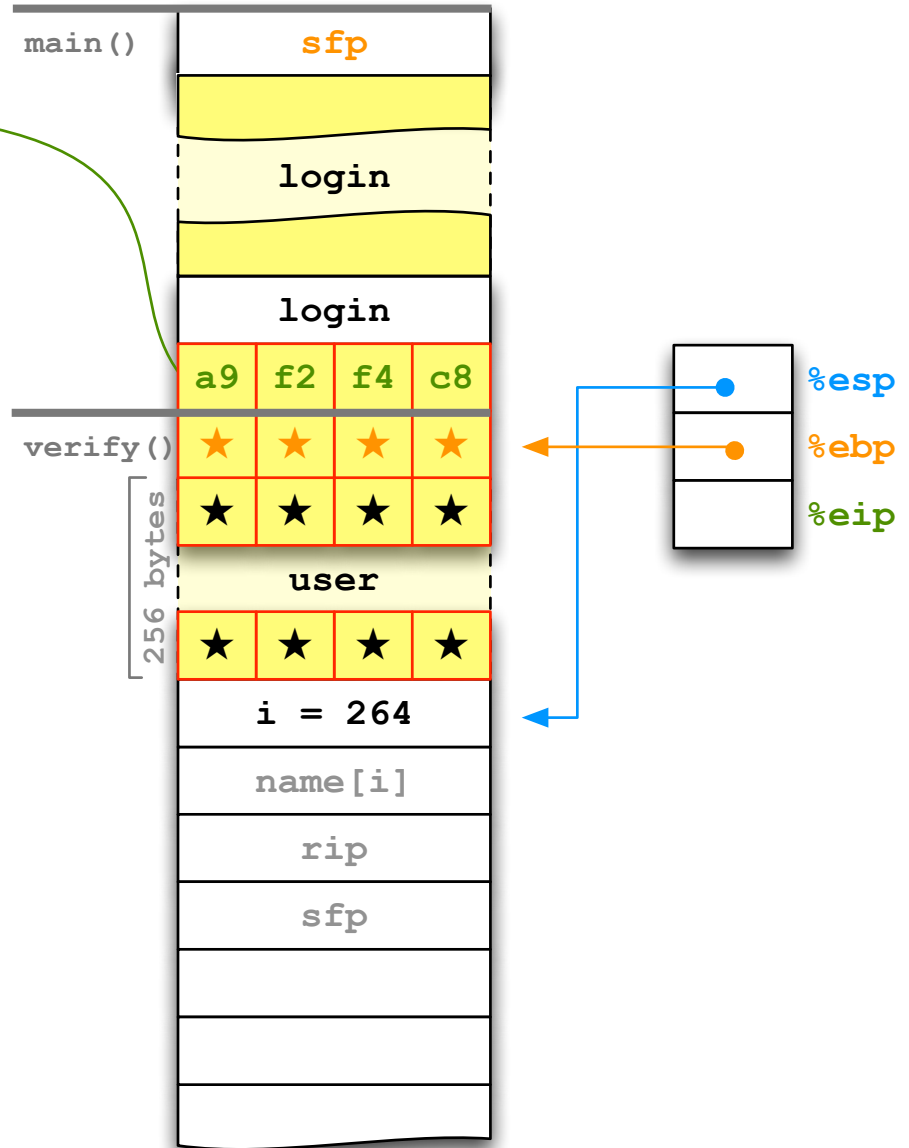 main()
sfp
login
login
a9 f2 f4 c8
%esp
verify()
★ ★ ★ ★
%ebp
★ ★ ★ ★
%eip
256 bytes
user
★ ★ ★ ★
i = 264
name[i]
rip
sfp